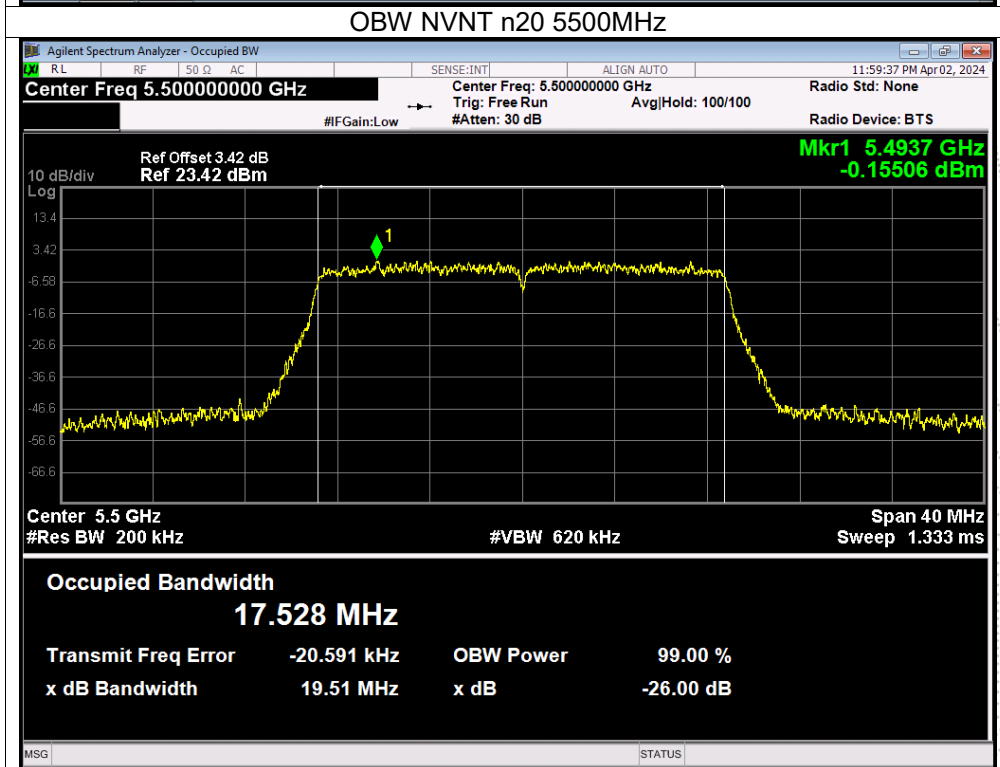 OBW NVNT n20 5500MHz
Agilent Spectrum Analyzer - Occupied BW
LXI RL RF 50 Ω AC SENSE:INT ALIGN AUTO 11:59:37 PM Apr 02, 2024
Center Freq 5.500000000 GHz Center Freq: 5.500000000 GHz Radio Std: None
Trig: Free Run Avg|Hold: 100/100
#IFGain:Low #Atten: 30 dB Radio Device: BTS
Ref Offset 3.42 dB Mkr1 5.4937 GHz
10 dB/div Ref 23.42 dBm -0.15506 dBm
Log
13.4
1
3.42
-6.58
-16.6
-26.6
-36.6
-46.6
-56.6
-66.6
Center 5.5 GHz Span 40 MHz
#Res BW 200 kHz #VBW 620 kHz Sweep 1.333 ms
Occupied Bandwidth
17.528 MHz
Transmit Freq Error -20.591 kHz OBW Power 99.00 %
x dB Bandwidth 19.51 MHz x dB -26.00 dB
MSG STATUS